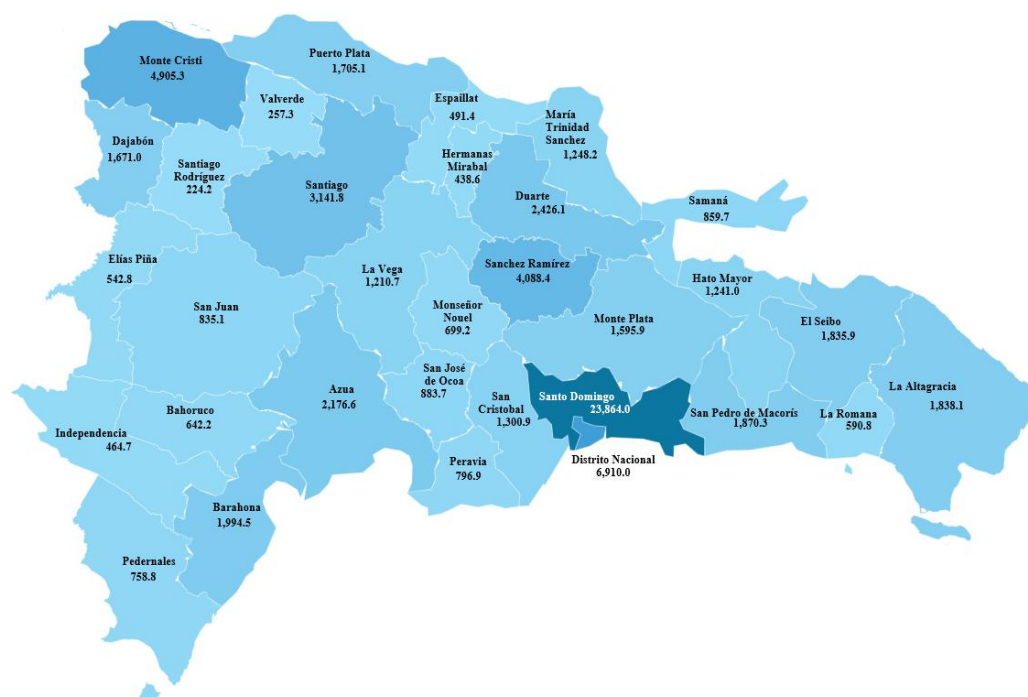 Monte Cristi
4,905.3
Puerto Plata
1,705.1
Valverde
257.3
Espaillat
491.4
María
Trinidad
Sanchez
1,248.2
Dajabón
1,671.0
Santiago
Rodríguez
224.2
Hermanas
Mirabal
438.6
Santiago
3,141.8
Duarte
2,426.1
Samaná
859.7
Elías Piña
542.8
La Vega
1,210.7
Sanchez Ramírez
4,088.4
Hato Mayor
1,241.0
San Juan
835.1
Monseñor
Nouel
699.2
Monte Plata
1,595.9
El Seibo
1,835.9
San José
de Ocoa
883.7
Azua
2,176.6
San
Cristobal
1,300.9
Santo Domingo
23,864.0
La Altagracia
1,838.1
Bahoruco
642.2
San Pedro de Macorís
1,870.3
La Romana
590.8
Independencia
464.7
Peravia
796.9
Distrito Nacional
6,910.0
Barahona
1,994.5
Pedernales
758.8